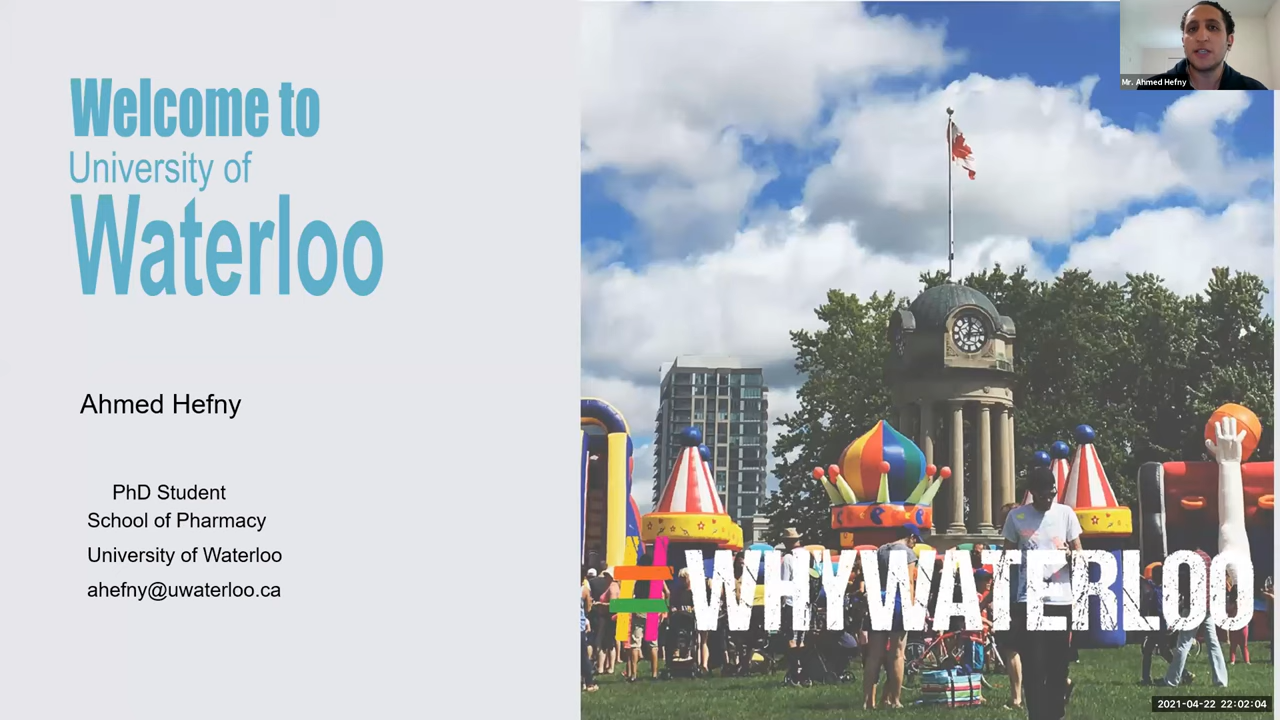 Welcome to
University of
Waterloo
Ahmed Hefny
PhD Student
School of Pharmacy
University of Waterloo
ahefny@uwaterloo.ca
Mr. Ahmed Hefny
#WHYWATERLOO
2021-04-22 22:02:04